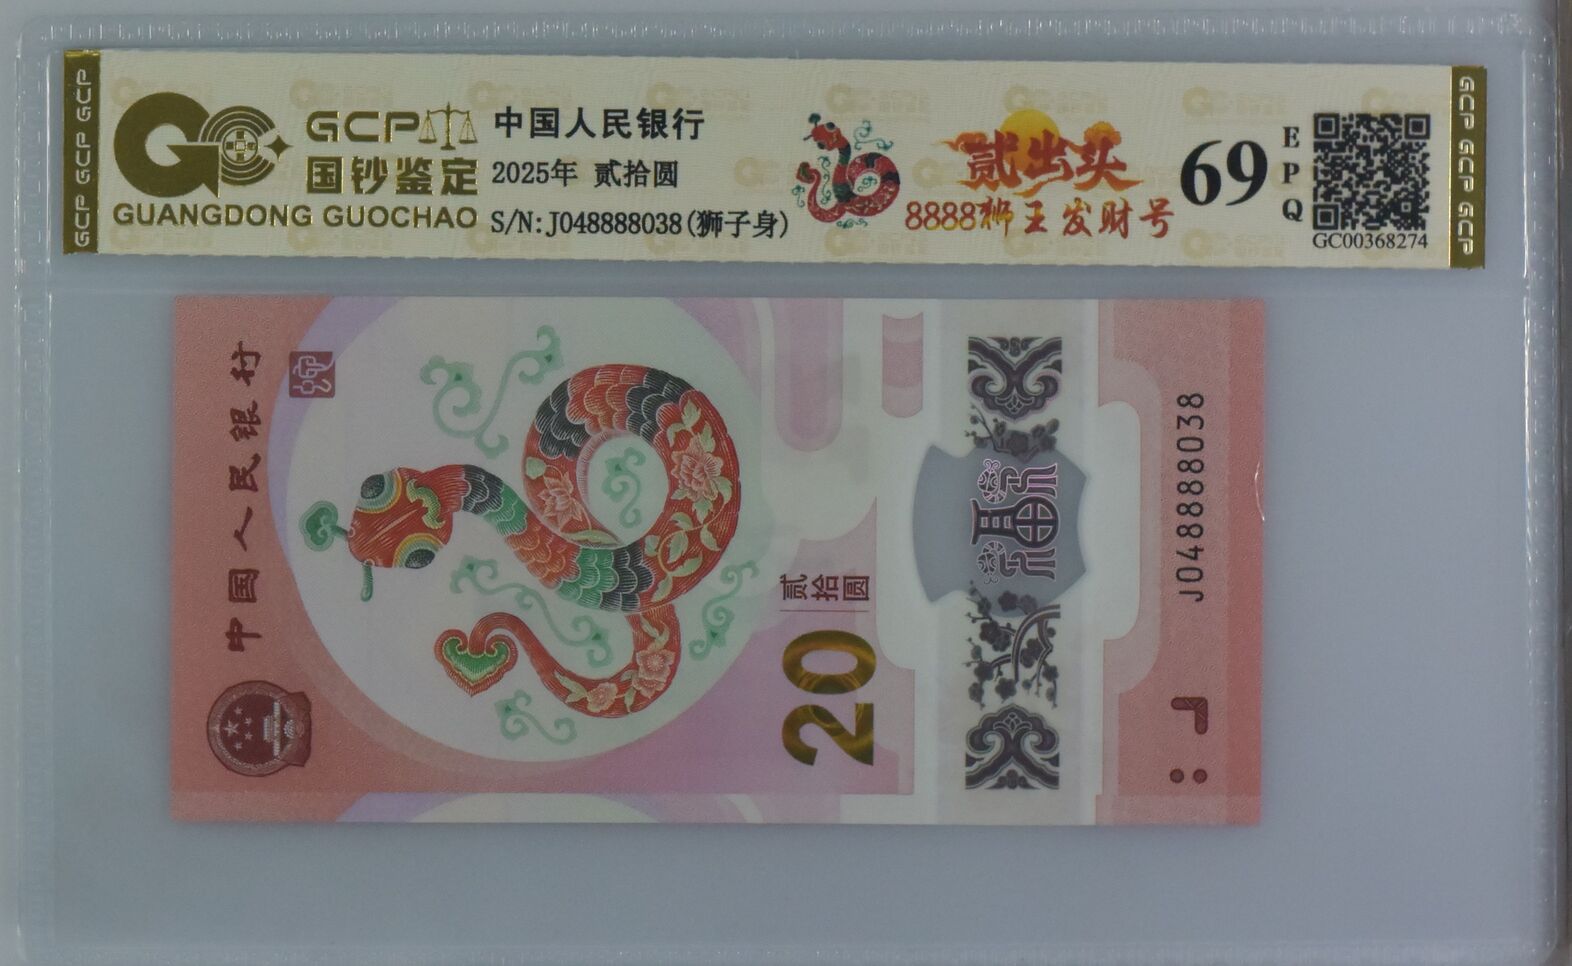 GCP GCP GCP
GCP
国钞鉴定
GUANGDONG GUOCHAO
中国人民银行
2025年 贰拾圆
S/N:J048888038(狮子身)
贰出头
8888狮王发财号
69
EPQ
GC00368274
GCP GCP GCP
中国人民银行
贰拾圆
20
J048888038